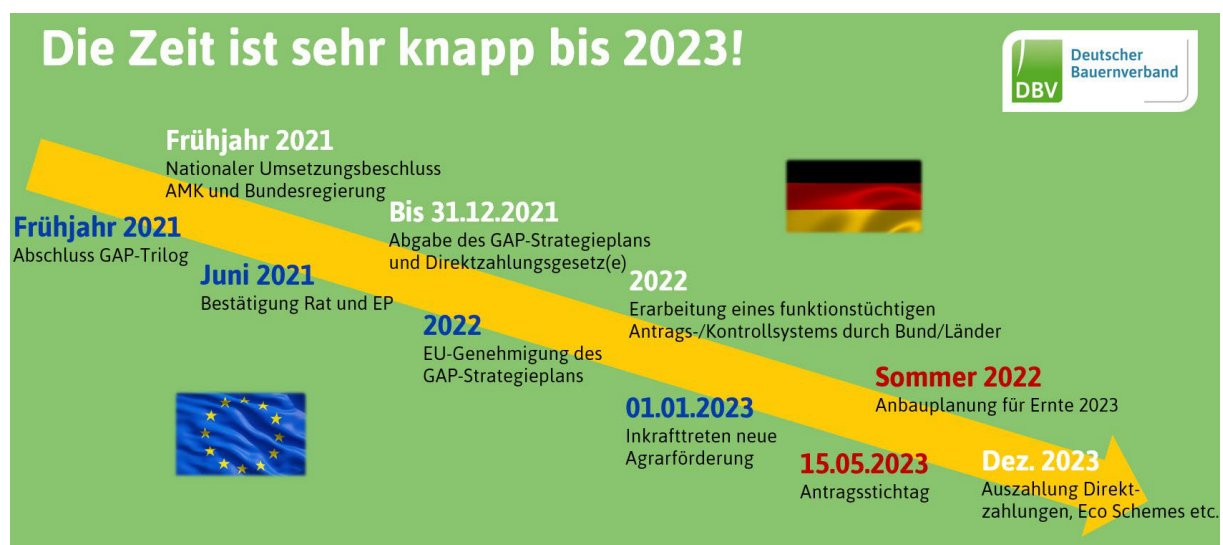 Die Zeit ist sehr knapp bis 2023!
Deutscher
Bauernverband
DBV
Frühjahr 2021
Nationaler Umsetzungsbeschluss
AMK und Bundesregierung
Frühjahr 2021
Abschluss GAP-Trilog
Bis 31.12.2021
Abgabe des GAP-Strategieplans
und Direktzahlungsgesetz(e)
Juni 2021
Bestätigung Rat und EP
2022
Erarbeitung eines funktionstüchtigen
Antrags-/Kontrollsystems durch Bund/Länder
2022
EU-Genehmigung des
GAP-Strategieplans
Sommer 2022
Anbauplanung für Ernte 2023
01.01.2023
Inkrafttreten neue
Agrarförderung
15.05.2023
Antragsstichtag
Dez. 2023
Auszahlung Direkt-
zahlungen, Eco Schemes etc.